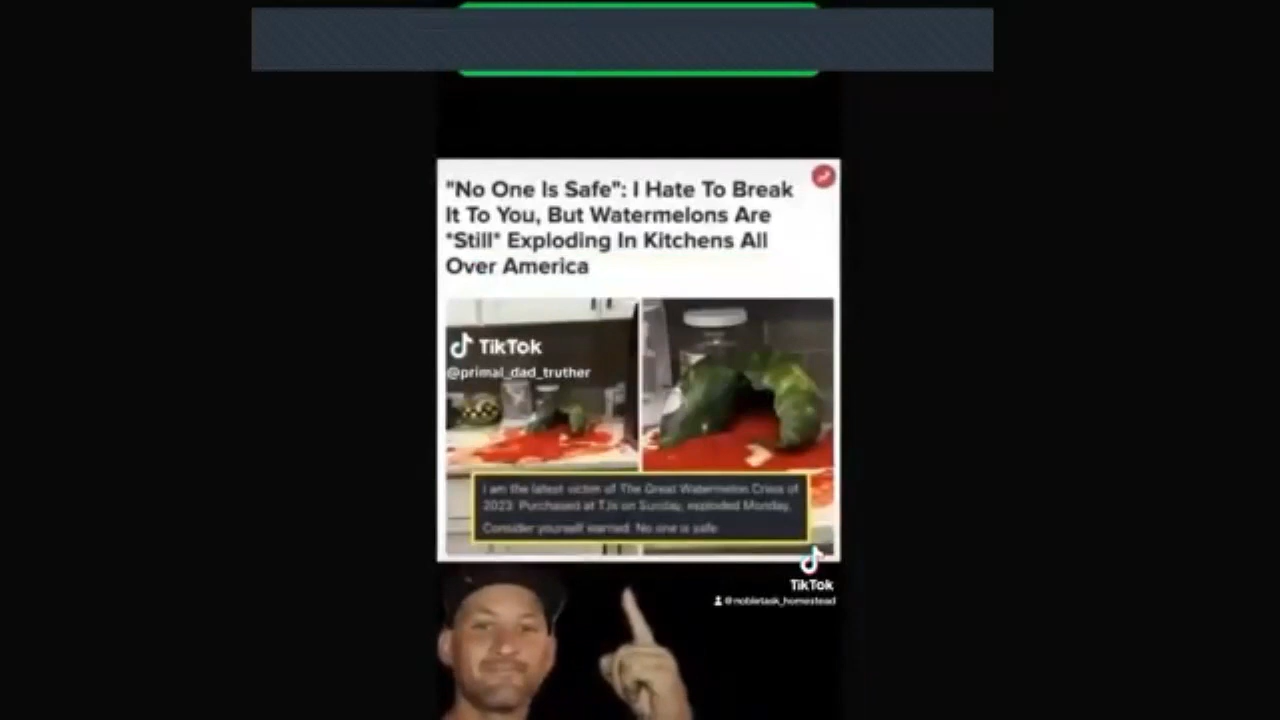 "No One Is Safe": I Hate To Break
It To You, But Watermelons Are
*Still* Exploding In Kitchens All
Over America
TikTok
@primal_dad_truther
I am the latest victim of The Great Watermelon Crisis of
2023. Purchased at TJs on Sunday, exploded Monday.
Consider yourself warned. No one is safe
TikTok
@nobletask_homestead